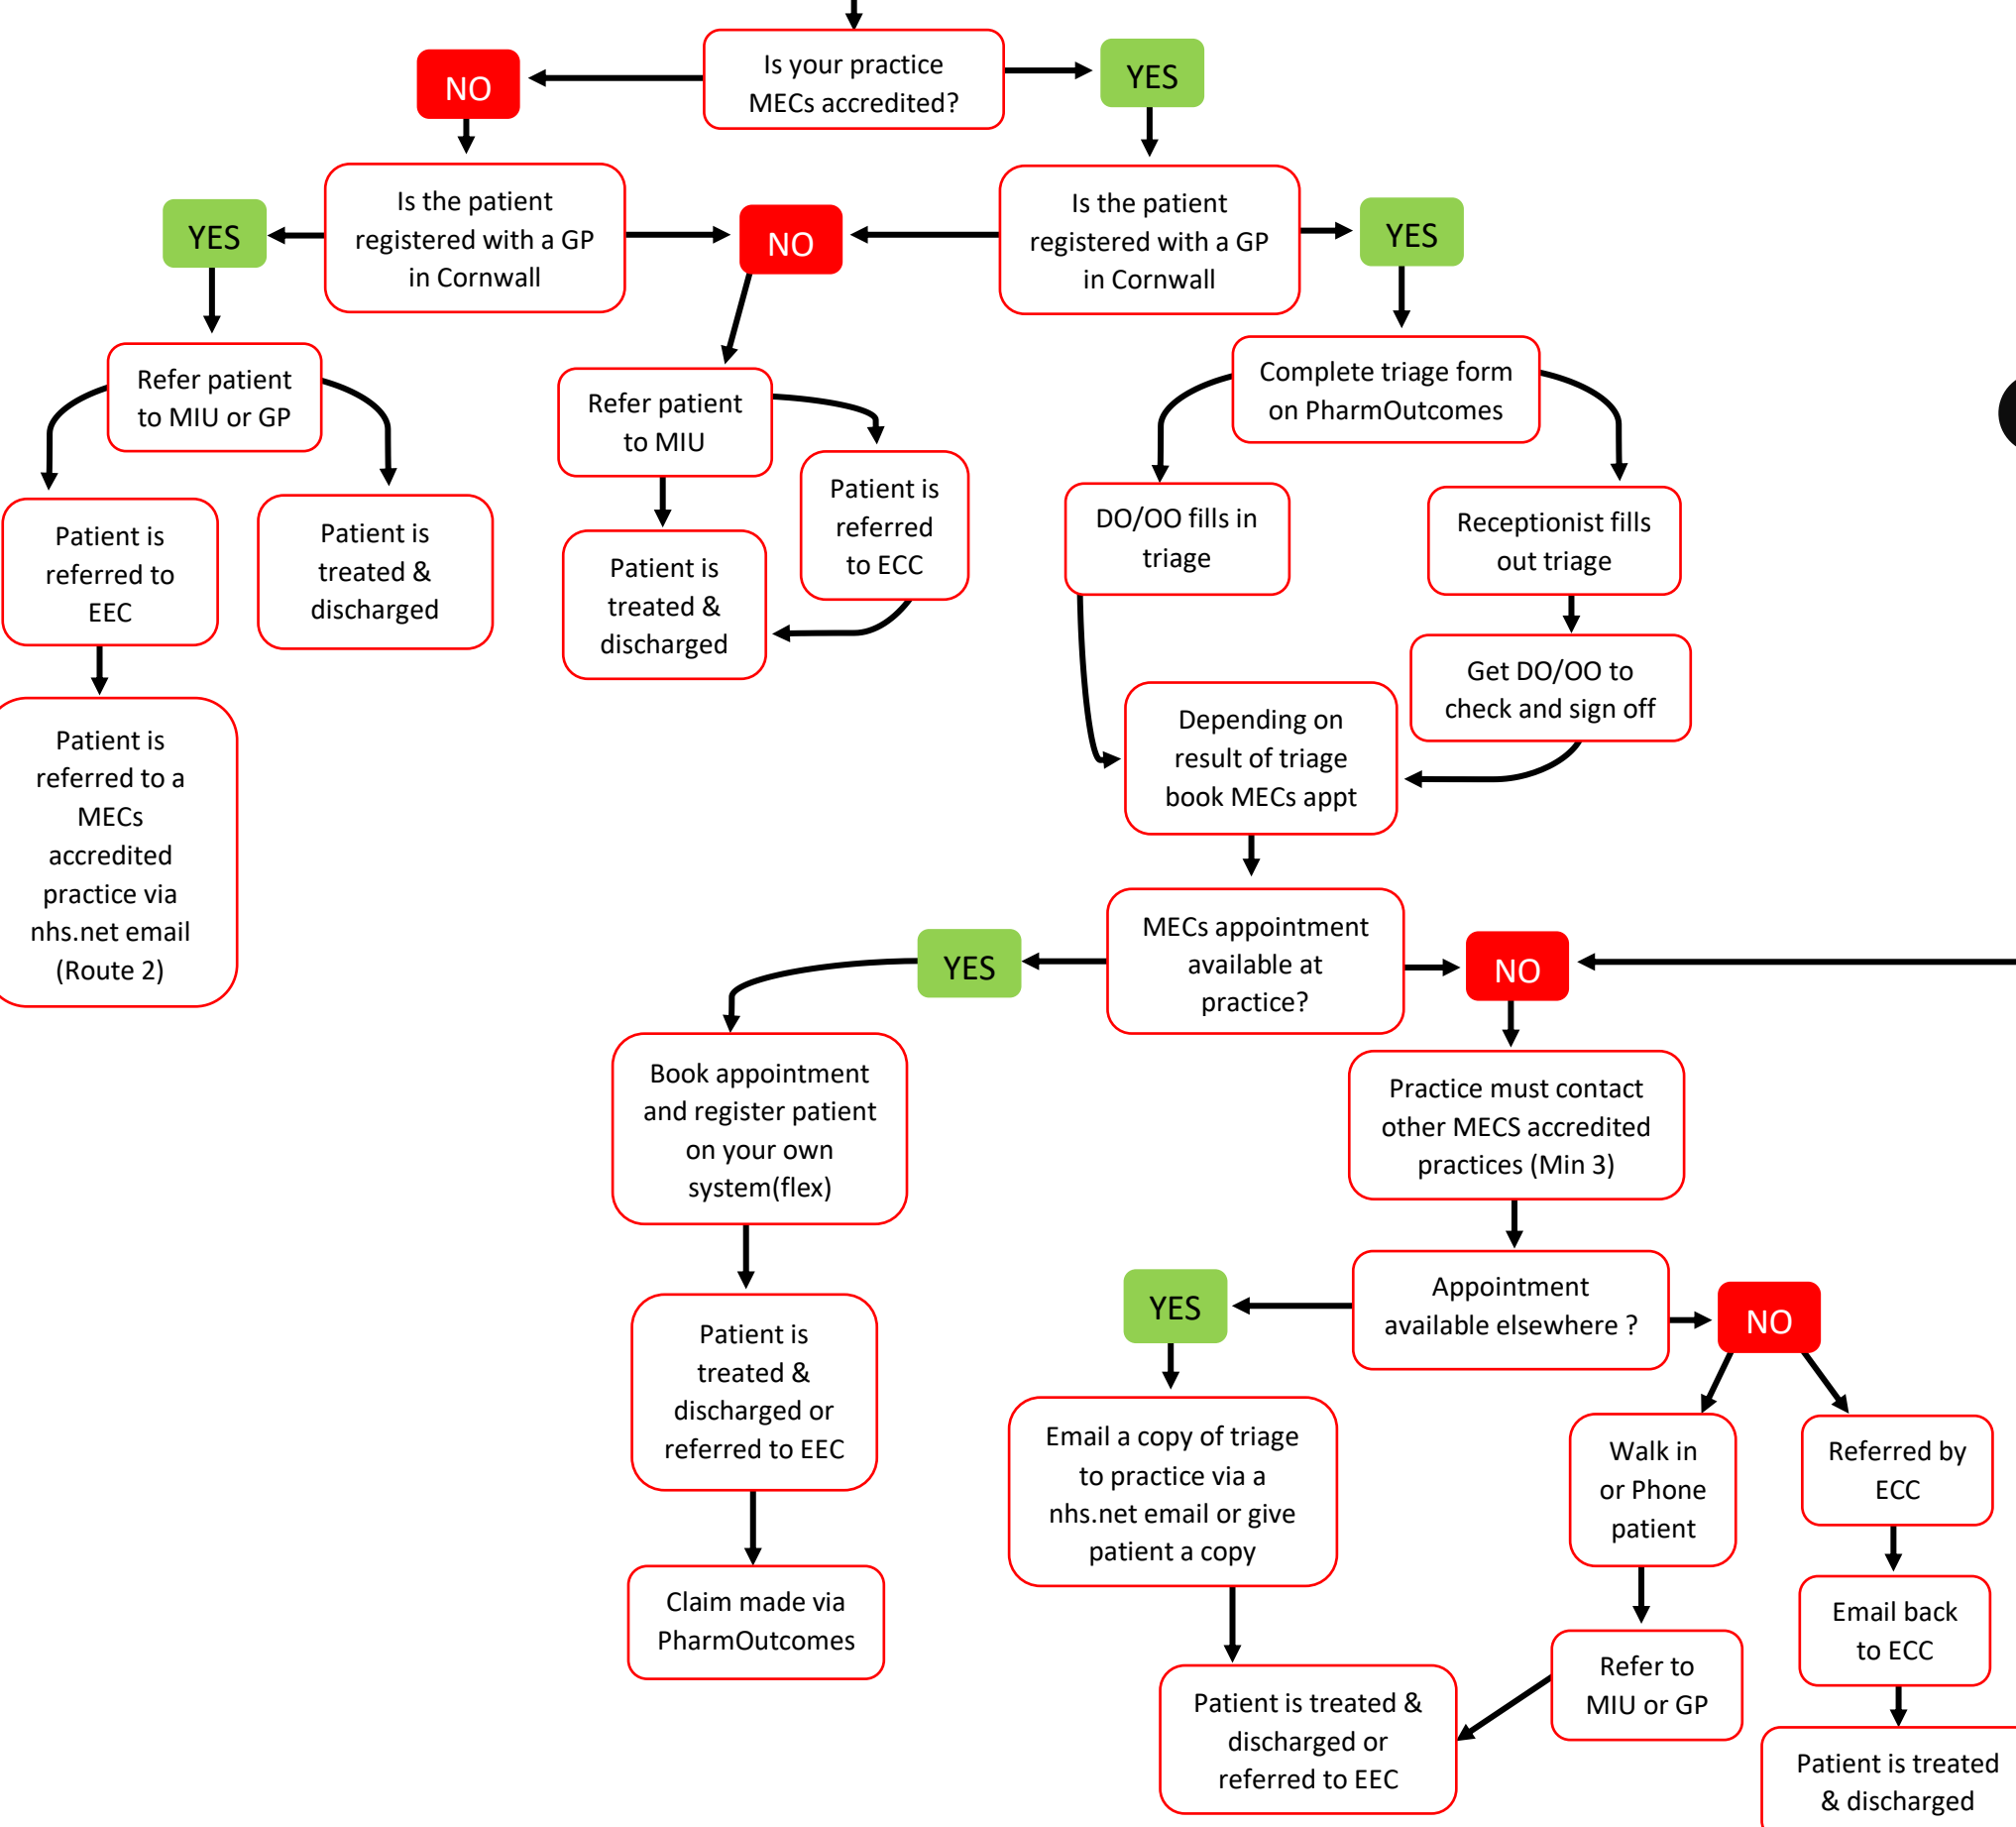 Is your practice
MECs accredited?
NO
YES
Is the patient
registered with a GP
in Cornwall
YES
NO
Is the patient
registered with a GP
in Cornwall
YES
Refer patient
to MIU or GP
Refer patient
to MIU
Complete triage form
on PharmOutcomes
Patient is
referred to
EEC
Patient is
treated &
discharged
Patient is
treated &
discharged
Patient is
referred
to ECC
DO/OO fills in
triage
Receptionist fills
out triage
Get DO/OO to
check and sign off
Patient is
referred to a
MECs
accredited
practice via
nhs.net email
(Route 2)
Depending on
result of triage
book MECs appt
MECs appointment
available at
practice?
YES
NO
Book appointment
and register patient
on your own
system(flex)
Practice must contact
other MECS accredited
practices (Min 3)
Patient is
treated &
discharged or
referred to EEC
Appointment
available elsewhere ?
YES
NO
Claim made via
PharmOutcomes
Email a copy of triage
to practice via a
nhs.net email or give
patient a copy
Walk in
or Phone
patient
Referred by
ECC
Refer to
MIU or GP
Email back
to ECC
Patient is treated &
discharged or
referred to EEC
Patient is treated
& discharged